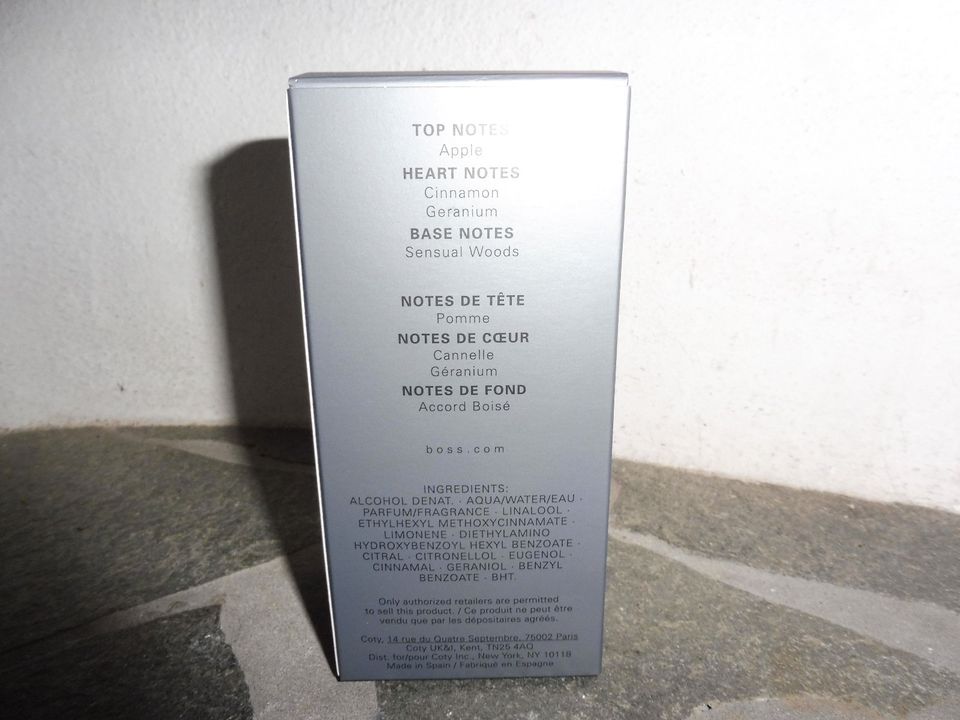 TOP NOTES
Apple
HEART NOTES
Cinnamon
Geranium
BASE NOTES
Sensual Woods
NOTES DE TÊTE
Pomme
NOTES DE CŒUR
Cannelle
Géranium
NOTES DE FOND
Accord Boisé
boss.com
INGREDIENTS:
ALCOHOL DENAT. · AQUA/WATER/EAU ·
PARFUM/FRAGRANCE · LINALOOL ·
ETHYLHEXYL METHOXYCINNAMATE ·
LIMONENE · DIETHYLAMINO
HYDROXYBENZOYL HEXYL BENZOATE ·
CITRAL · CITRONELLOL · EUGENOL ·
CINNAMAL · GERANIOL · BENZYL
BENZOATE · BHT.
Only authorized retailers are permitted
to sell this product. / Ce produit ne peut être
vendu que par les dépositaires agréés.
Coty, 14 rue du Quatre Septembre, 75002 Paris
Coty UK&I, Kent, TN25 4AQ
Dist. for/pour Coty Inc., New York, NY 10118
Made in Spain / Fabriqué en Espagne